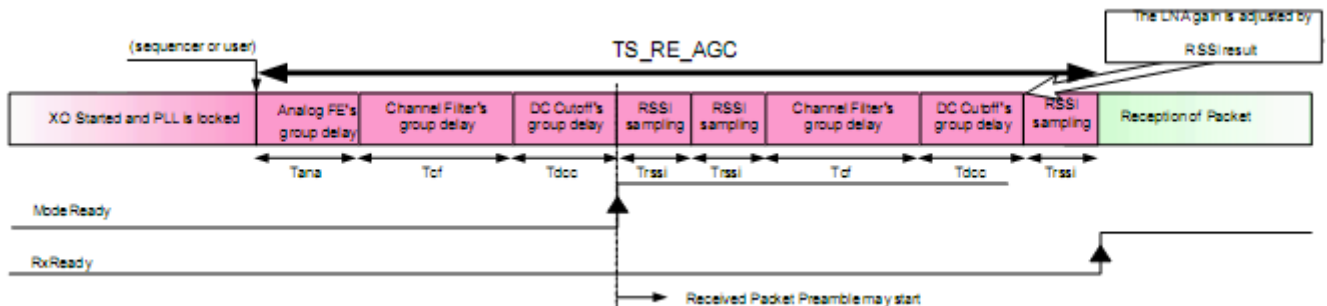 The LNA gain is adjusted by
RSSI result
(sequencer or user)
TS_RE_AGC
XO Started and PLL is locked
Analog FE's
group delay
Channel Filter's
group delay
DC Cutoff's
group delay
RSSI
sampling
RSSI
sampling
Channel Filter's
group delay
DC Cutoff's
group delay
RSSI
sampling
Reception of Packet
Tana
Tcf
Tdcc
Trssi
Trssi
Tcf
Tdcc
Trssi
ModeReady
RxReady
Received Packet Preamble may start